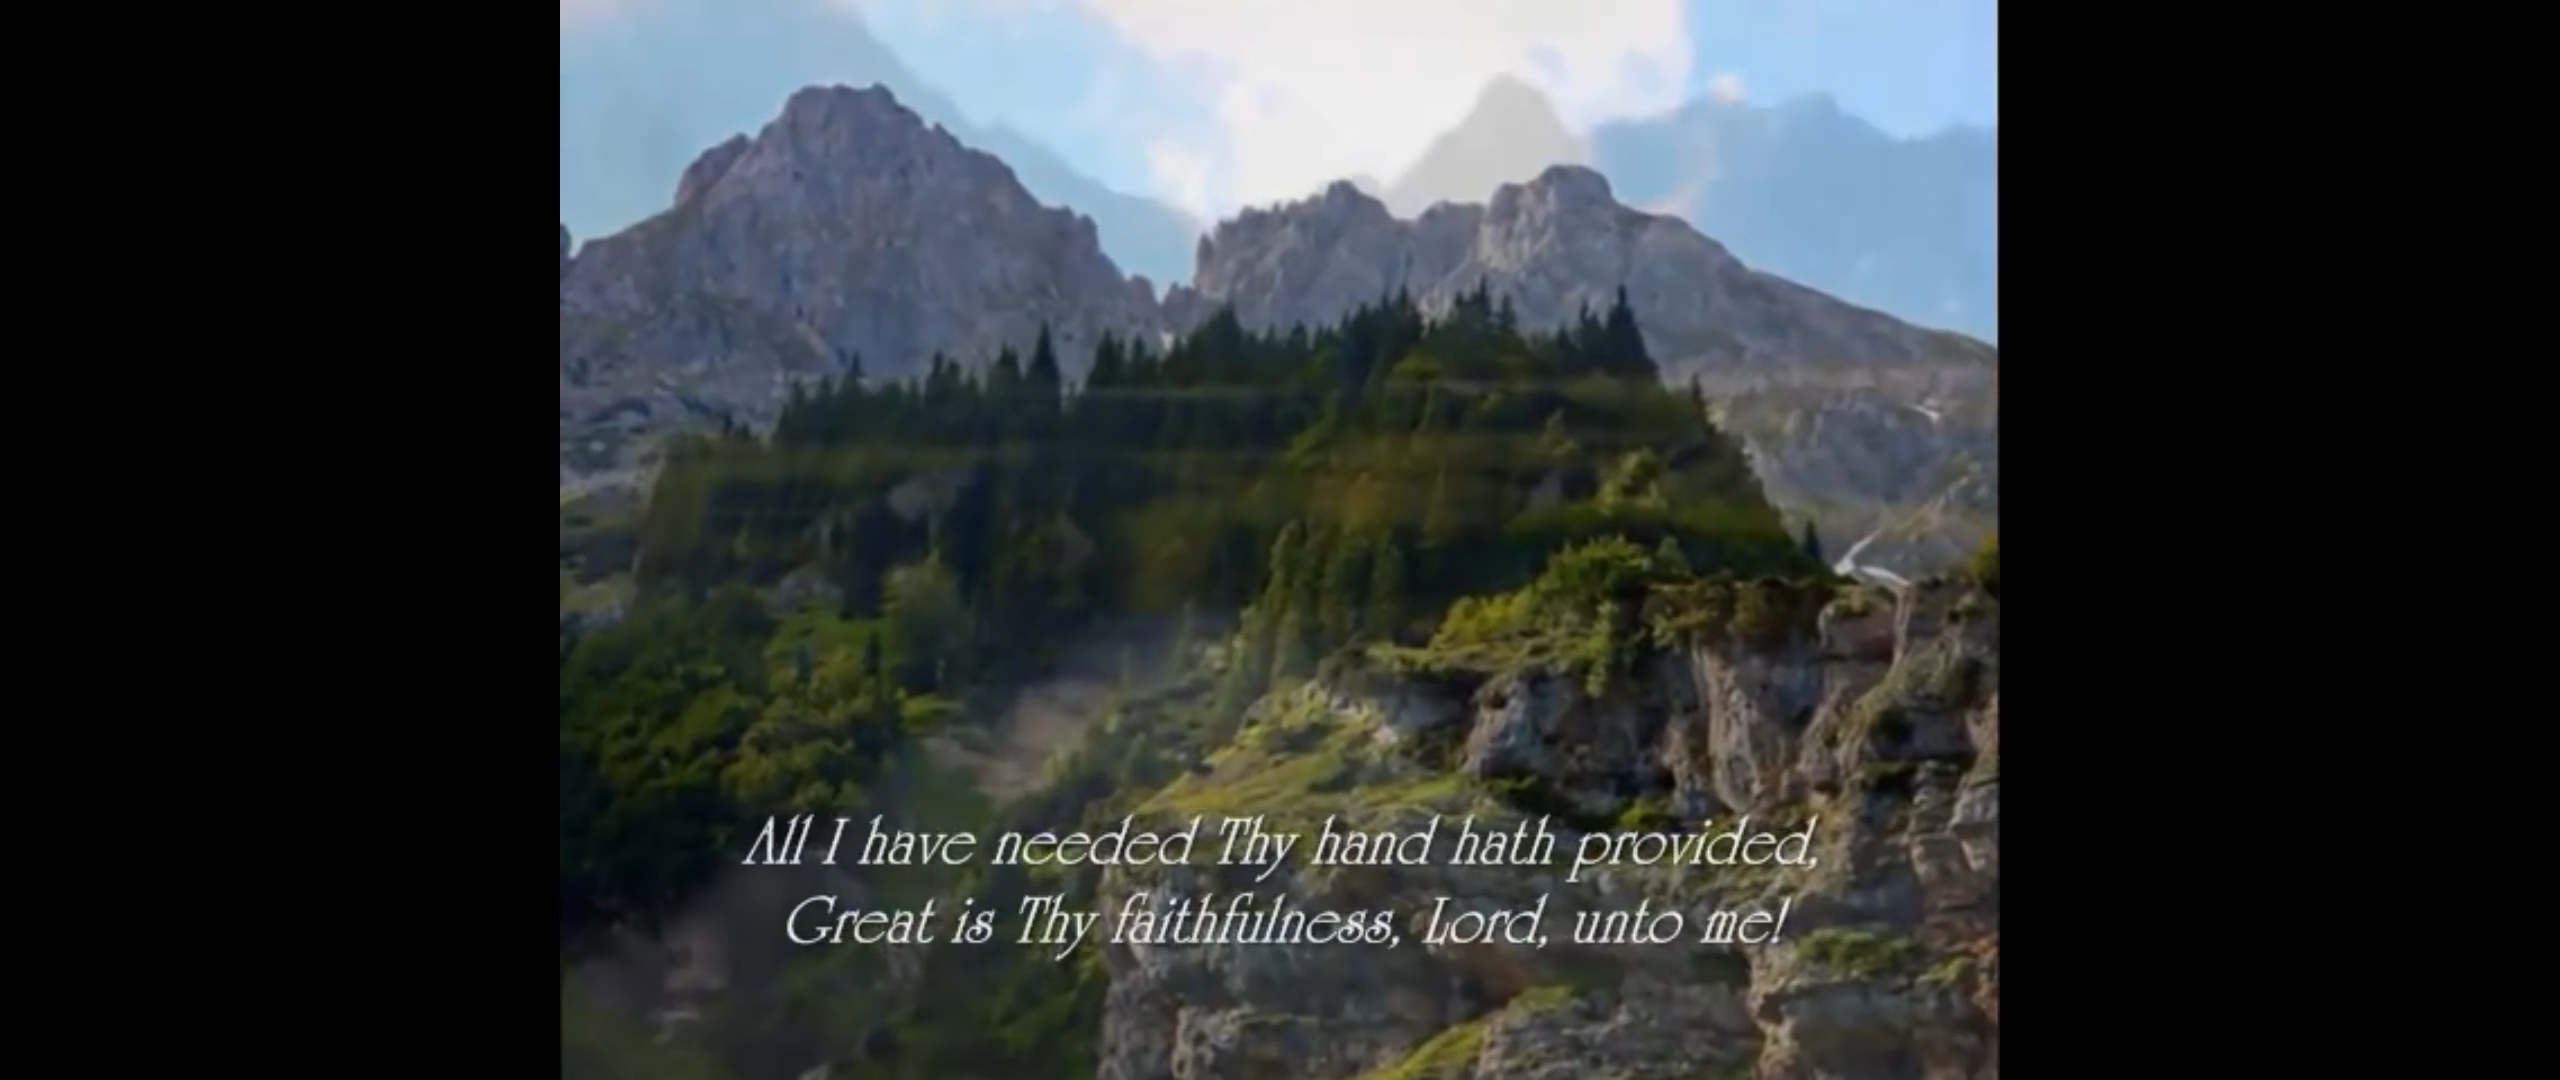 All I have needed Thy hand hath provided,
Great is Thy faithfulness, Lord, unto me!